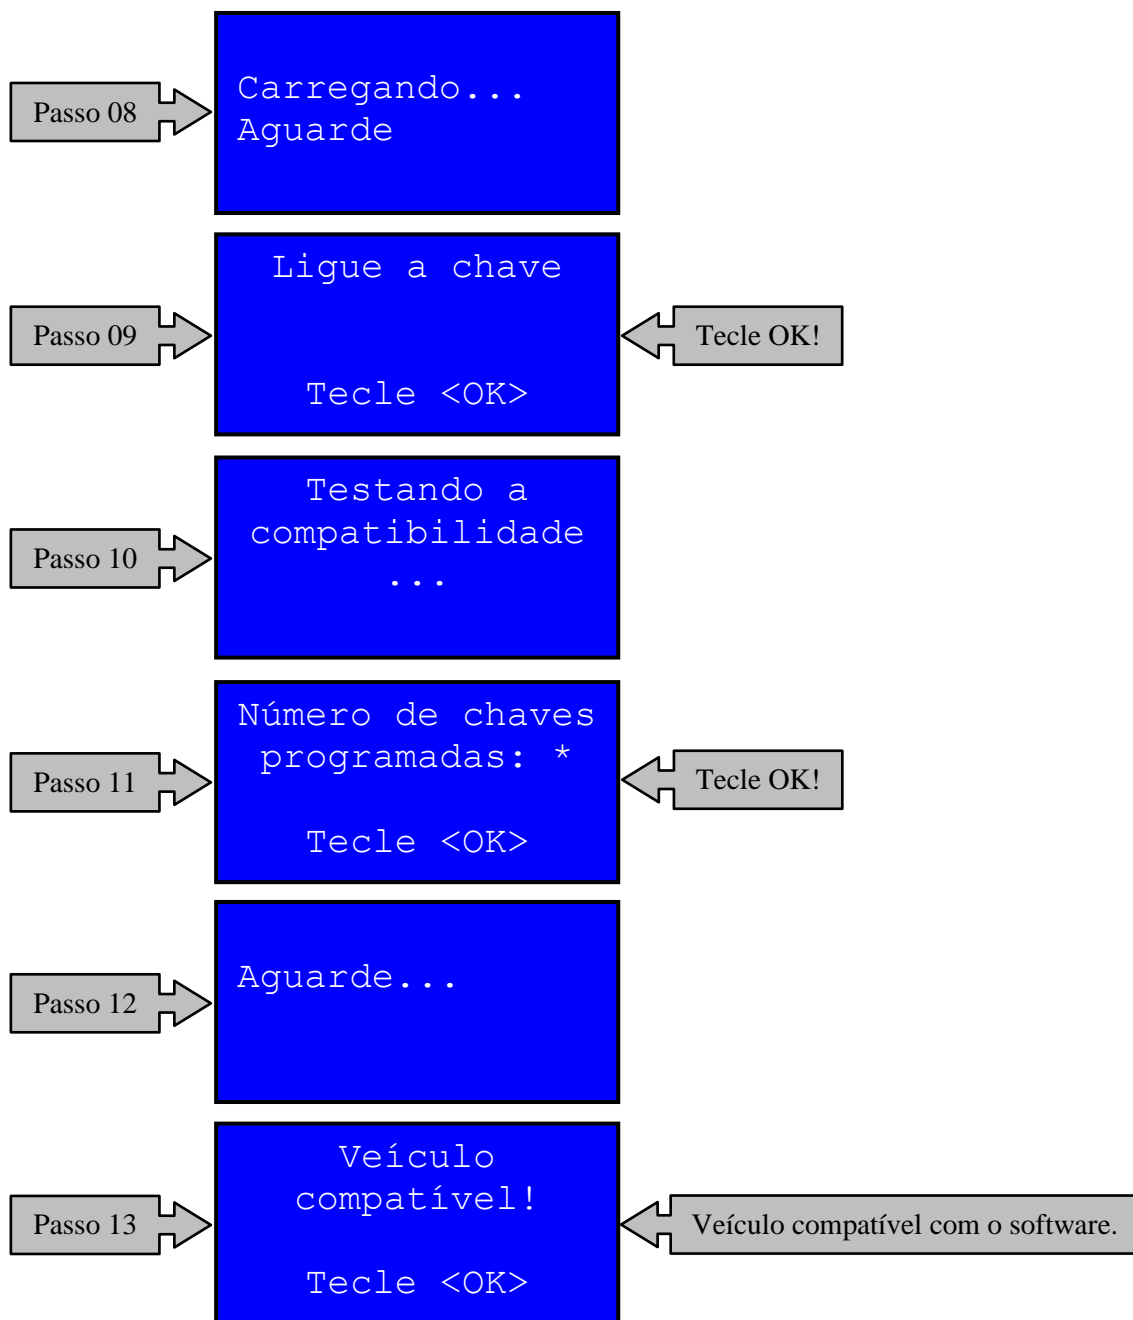 Passo 08
Carregando...
Aguarde
Passo 09
Ligue a chave
Tecle <OK>
Tecle OK!
Passo 10
Testando a
compatibilidade
...
Passo 11
Número de chaves
programadas: *
Tecle <OK>
Tecle OK!
Passo 12
Aguarde...
Passo 13
Veículo
compatível!
Tecle <OK>
Veículo compatível com o software.